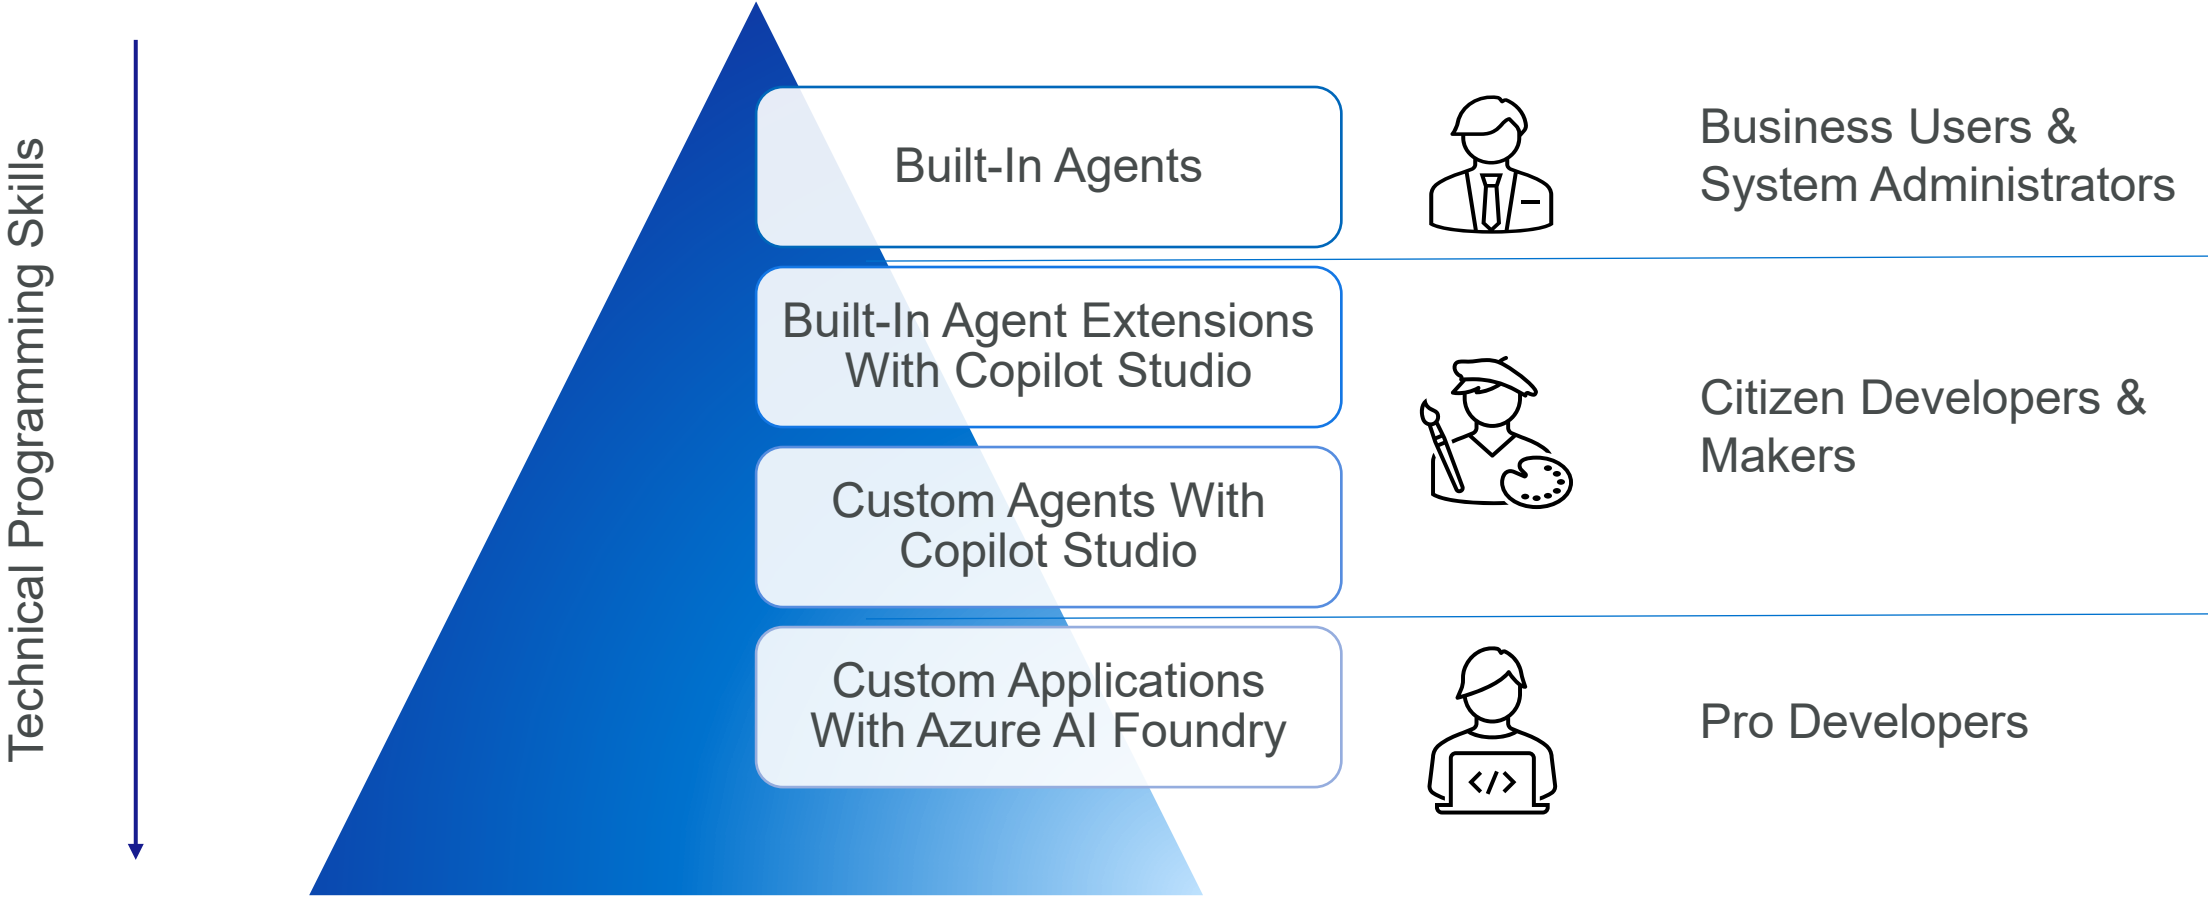 Technical Programming Skills
Built-In Agents
Business Users &
System Administrators
Built-In Agent Extensions
With Copilot Studio
Custom Agents With
Copilot Studio
Citizen Developers &
Makers
Custom Applications
With Azure AI Foundry
</>
Pro Developers